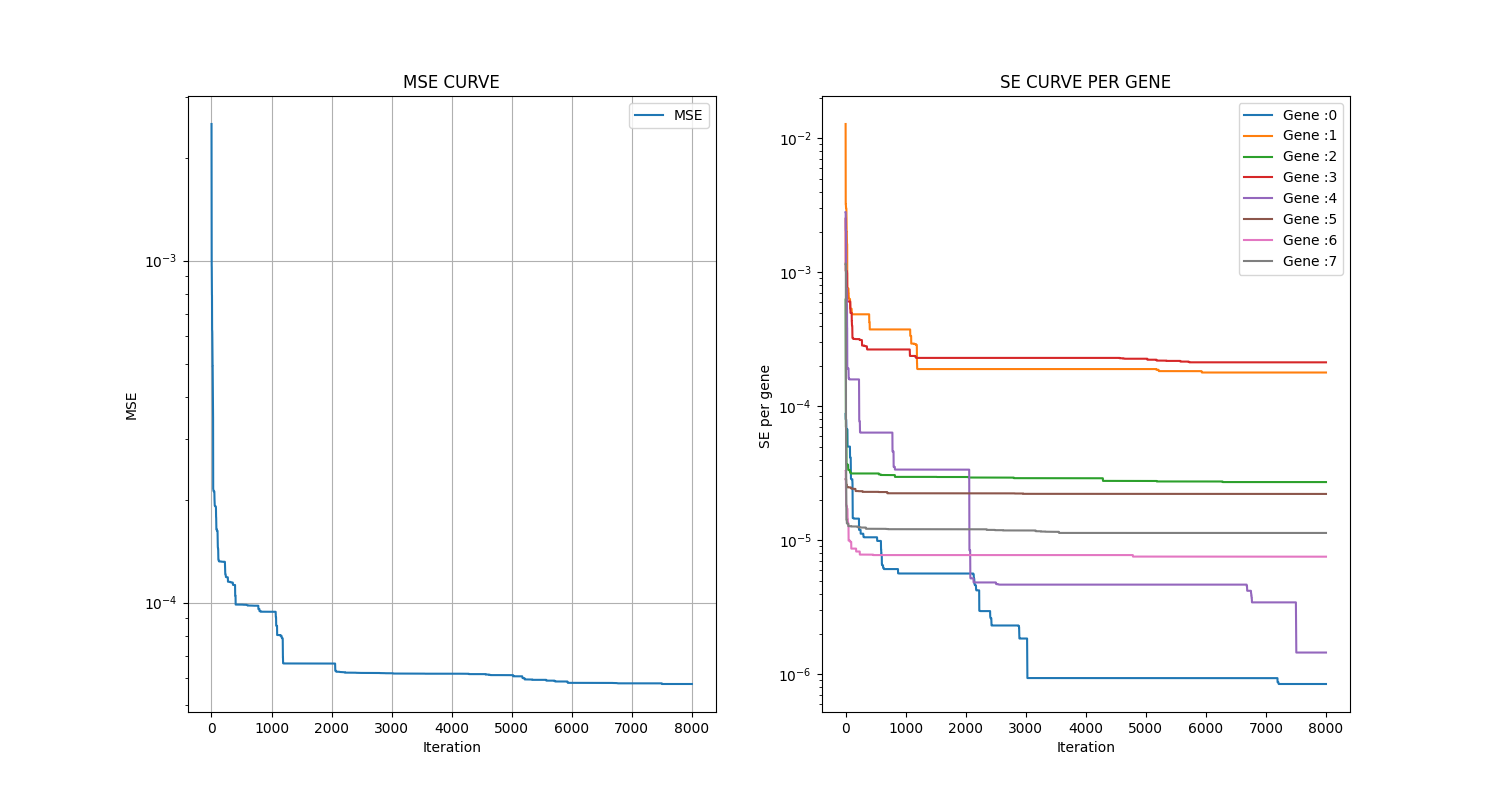 MSE CURVE
MSE
10^-3
10^-4
MSE
0 1000 2000 3000 4000 5000 6000 7000 8000
Iteration
SE CURVE PER GENE
Gene :0
Gene :1
Gene :2
Gene :3
Gene :4
Gene :5
Gene :6
Gene :7
10^-2
10^-3
10^-4
10^-5
10^-6
SE per gene
0 1000 2000 3000 4000 5000 6000 7000 8000
Iteration